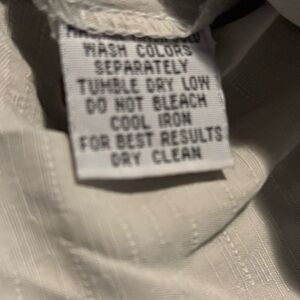 WASH COLORS
SEPARATELY
TUMBLE DRY LOW
DO NOT BLEACH
COOL IRON
FOR BEST RESULTS
DRY CLEAN